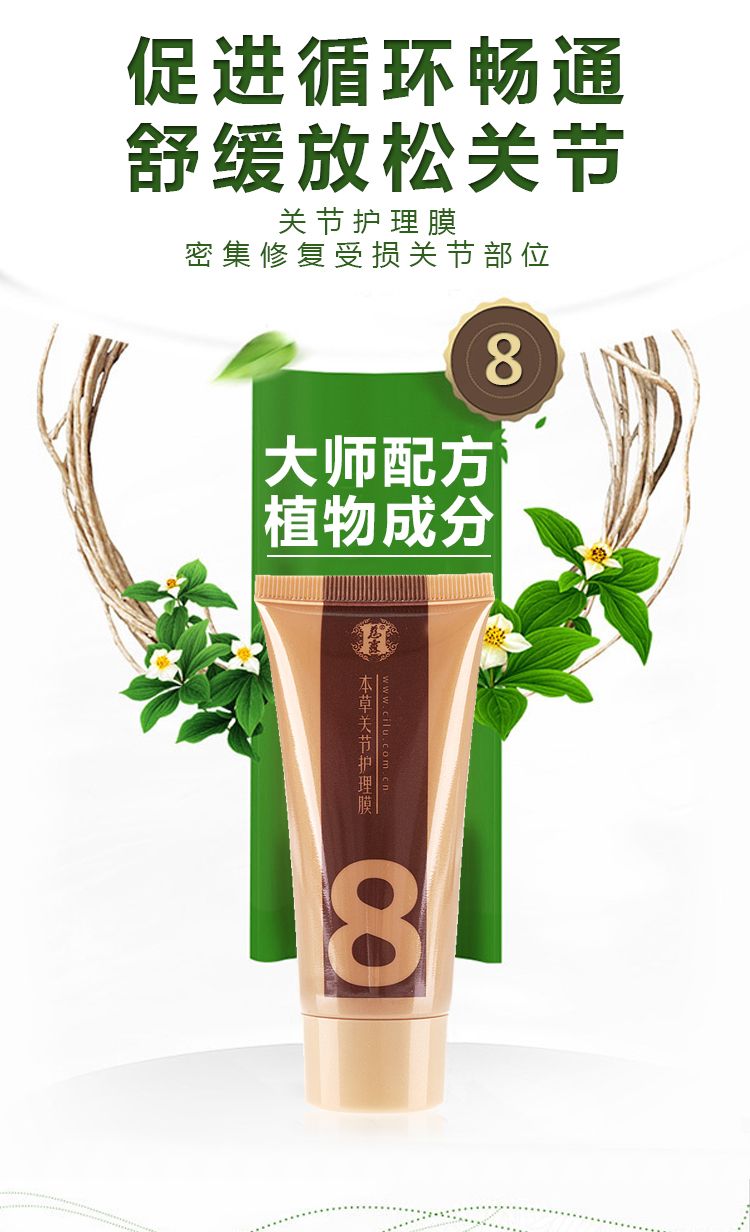 促进循环畅通
舒缓放松关节
关节护理膜
密集修复受损关节部位
8
大师配方
植物成分
本草关节护理膜
www.cilu.com.cn
8